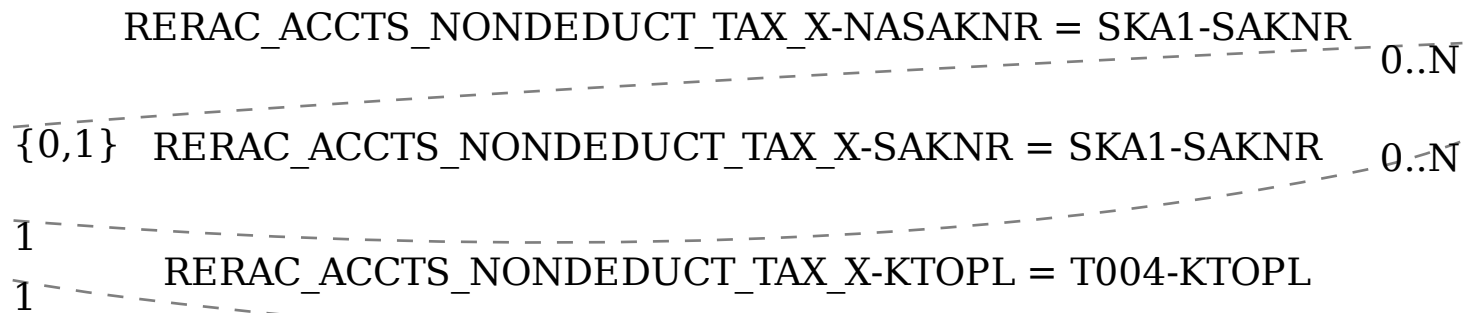 RERAC_ACCTS_NONDEDUCT_TAX_X-NASAKNR = SKA1-SAKNR
0..N
{0,1} RERAC_ACCTS_NONDEDUCT_TAX_X-SAKNR = SKA1-SAKNR 0..N
1
RERAC_ACCTS_NONDEDUCT_TAX_X-KTOPL = T004-KTOPL
1